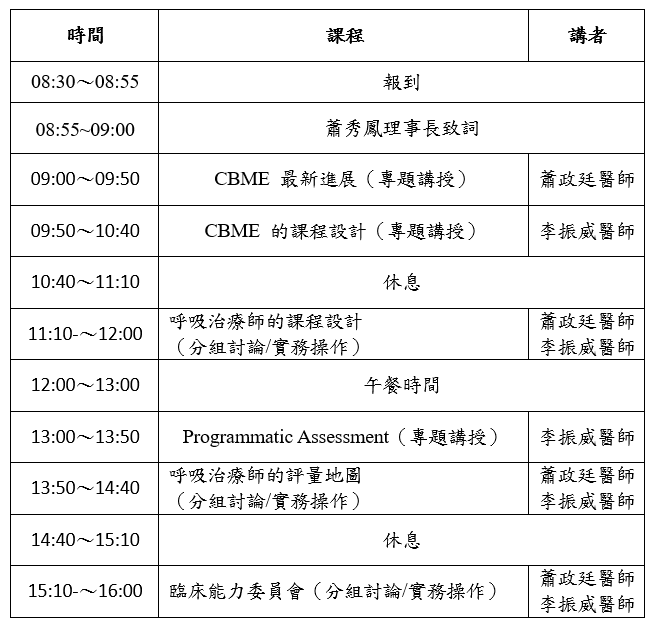 時間 課程 講者
08:30～08:55 報到
08:55~09:00 蕭秀鳳理事長致詞
09:00～09:50 CBME 最新進展（專題講授） 蕭政廷醫師
09:50～10:40 CBME 的課程設計（專題講授） 李振威醫師
10:40～11:10 休息
11:10-～12:00 呼吸治療師的課程設計
（分組討論/實務操作） 蕭政廷醫師
李振威醫師
12:00～13:00 午餐時間
13:00～13:50 Programmatic Assessment（專題講授） 李振威醫師
13:50～14:40 呼吸治療師的評量地圖
（分組討論/實務操作） 蕭政廷醫師
李振威醫師
14:40～15:10 休息
15:10-～16:00 臨床能力委員會（分組討論/實務操作） 蕭政廷醫師
李振威醫師